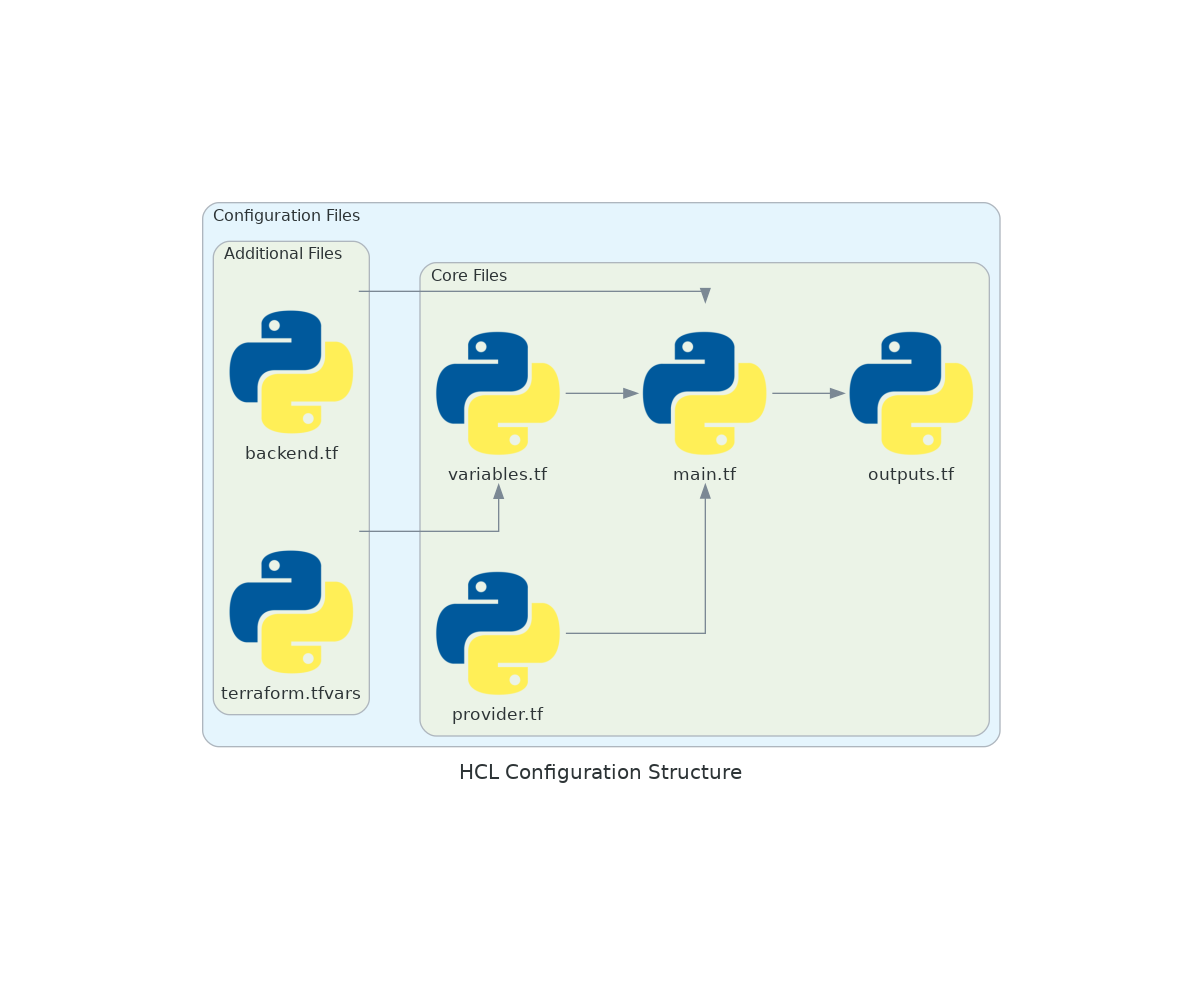 Configuration Files
Additional Files
Core Files
backend.tf
variables.tf
main.tf
outputs.tf
terraform.tfvars
provider.tf
HCL Configuration Structure